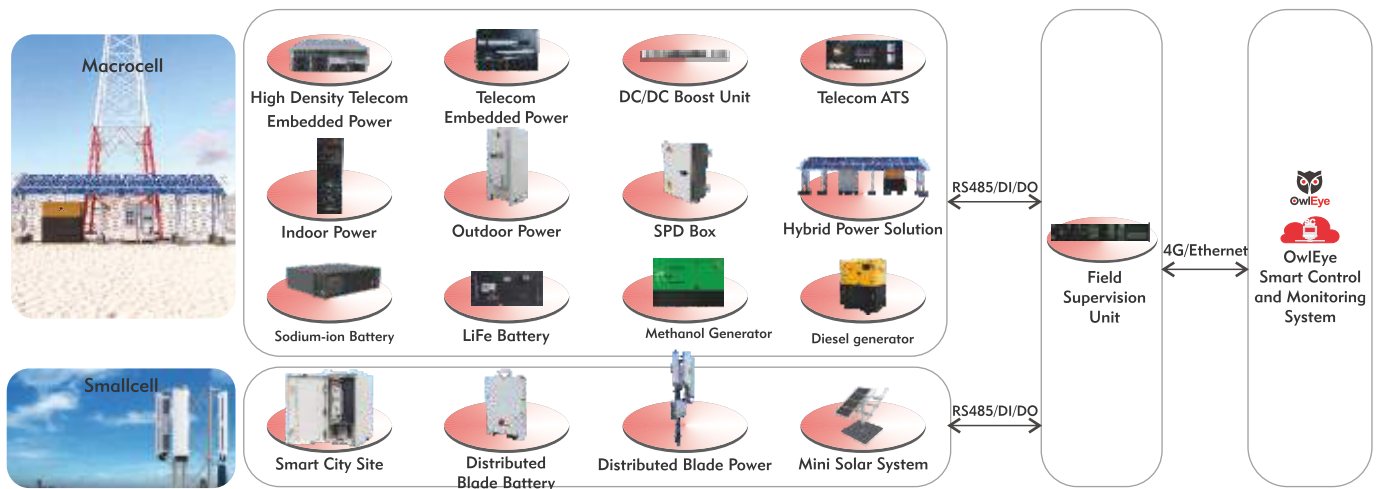 Macrocell
High Density Telecom
Embedded Power
Telecom
Embedded Power
DC/DC Boost Unit
Telecom ATS
Indoor Power
Outdoor Power
SPD Box
Hybrid Power Solution
Sodium-ion Battery
LiFe Battery
Methanol Generator
Diesel generator
RS485/DI/DO
Smallcell
Smart City Site
Distributed
Blade Battery
Distributed Blade Power
Mini Solar System
RS485/DI/DO
Field
Supervision
Unit
4G/Ethernet
OwlEye
OwlEye
Smart Control
and Monitoring
System